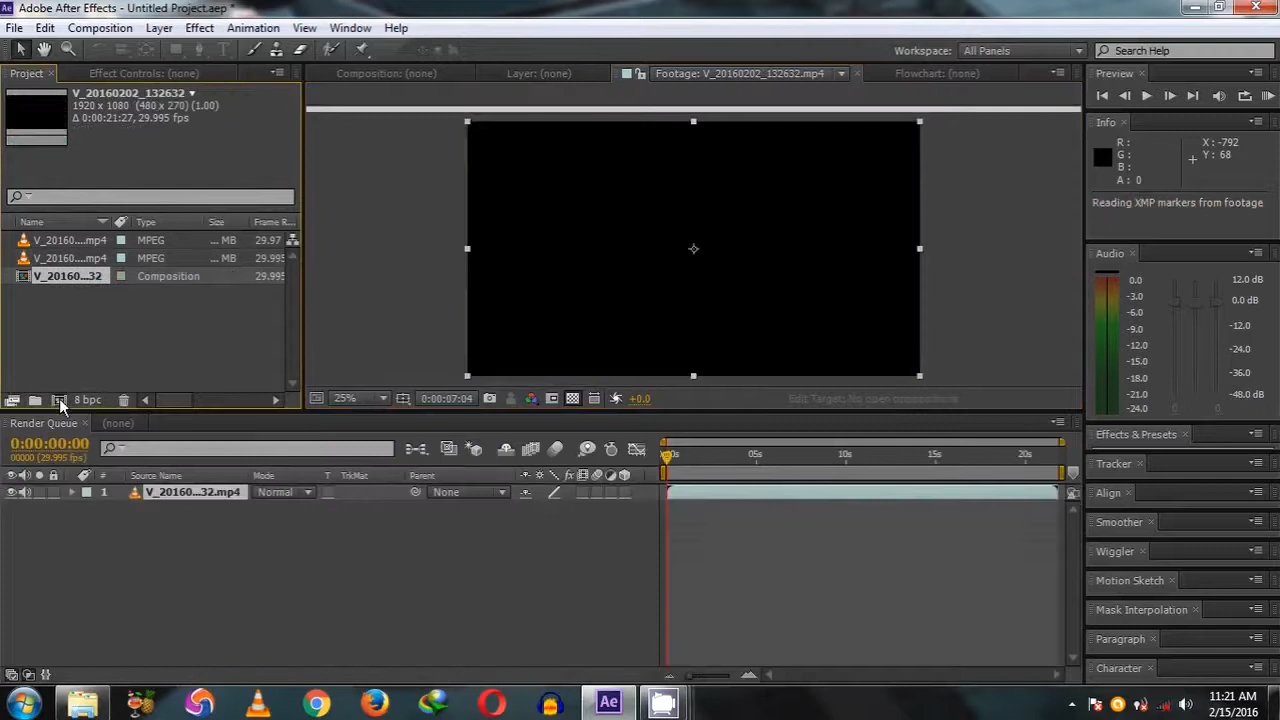 Adobe After Effects - Untitled Project.aep *
File Edit Composition Layer Effect Animation View Window Help
Workspace: All Panels Search Help
Project Effect Controls: (none) Composition: (none) Layer: (none) Footage: V_20160202_132632.mp4 Flowchart: (none) Preview
V_20160202_132632
1920 x 1080 (480 x 270) (1.00)
Δ 0:00:21:27, 29.995 fps
Info
R :
G :
B :
A : 0
X : -792
Y : 68
Reading XMP markers from footage
Name Type Size Frame R...
V_20160....mp4 MPEG ... MB 29.97
V_20160....mp4 MPEG ... MB 29.995
V_20160...32 Composition 29.995
Audio
0.0
-3.0
-6.0
-9.0
-12.0
-15.0
-18.0
-21.0
-24.0
12.0 dB
0.0 dB
-12.0
-24.0
-36.0
-48.0 dB
8 bpc
25% 0:00:07:04 +0.0 Edit Target: No open composition
Render Queue (none)
0:00:00:00
00000 (29.995 fps)
Source Name Mode T TrkMat Parent fx
05s 10s 15s 20s
1 V_20160...32.mp4 Normal None
Effects & Presets
Tracker
Align
Smoother
Wiggler
Motion Sketch
Mask Interpolation
Paragraph
Character
Ae
11:21 AM
2/15/2016